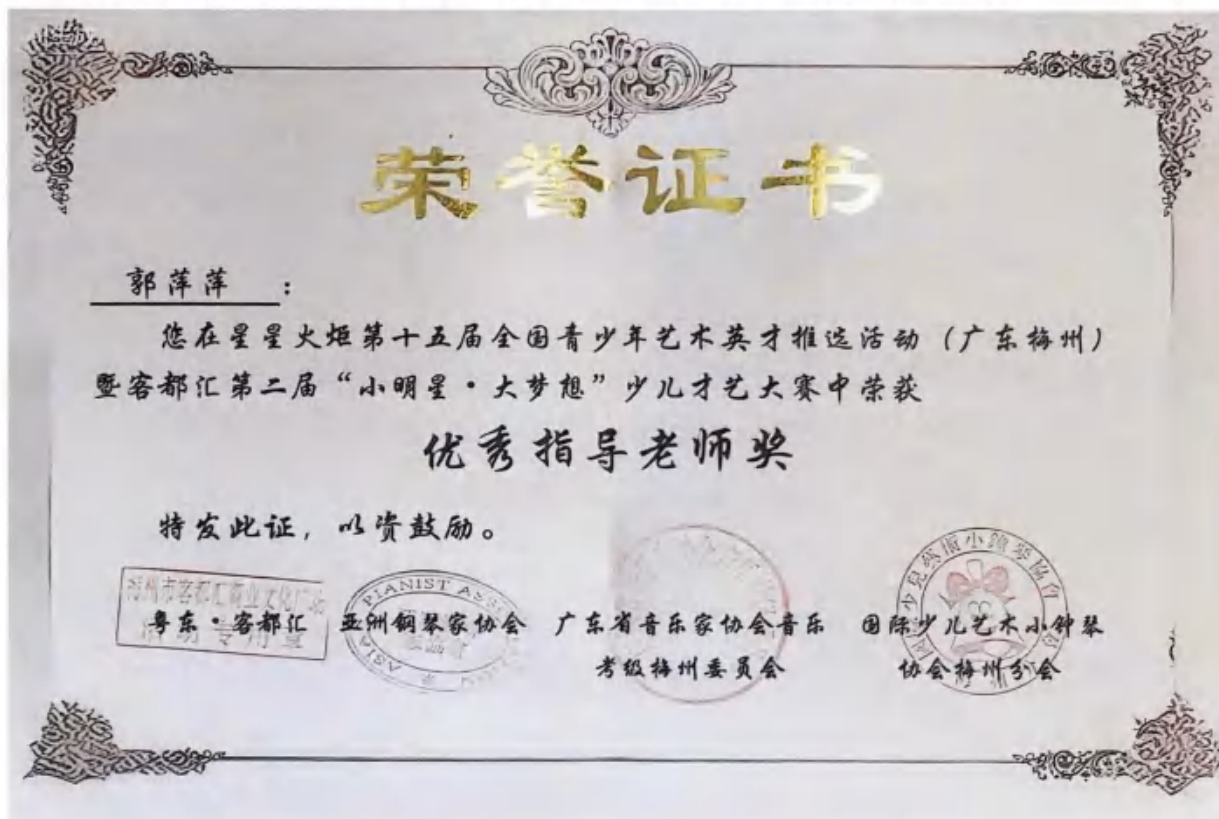 荣誉证书
郭萍萍：
您在星星火炬第十五届全国青少年艺术英才推选活动（广东梅州）
暨客都汇第二届“小明星·大梦想”少儿才艺大赛中荣获
优秀指导老师奖
特发此证，以资鼓励。
粤东·客都汇 亚洲钢琴家协会 广东省音乐家协会音乐 国际少儿艺术小钟琴
考级梅州委员会 协会梅州分会
PIANIST